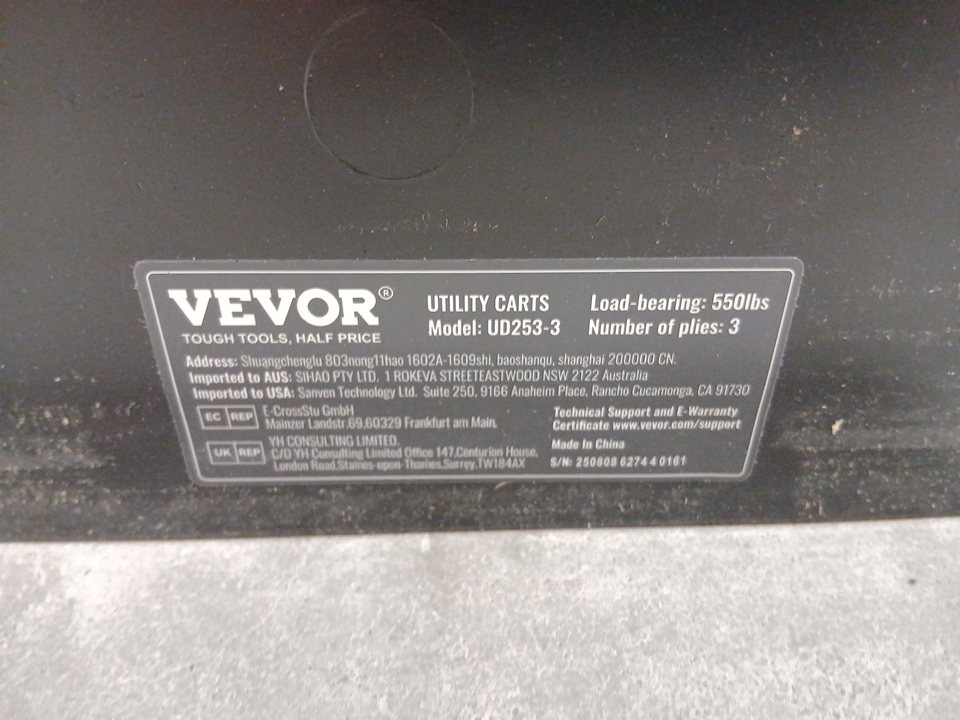 VEVOR®
TOUGH TOOLS, HALF PRICE
UTILITY CARTS
Model: UD253-3
Load-bearing: 550lbs
Number of plies: 3
Address: Shuangchenglu 803nong11hao 1602A-1609shi, baoshanqu, shanghai 200000 CN.
Imported to AUS: SIHAO PTY LTD. 1 ROKEVA STREETEASTWOOD NSW 2122 Australia
Imported to USA: Sanven Technology Ltd. Suite 250, 9166 Anaheim Place, Rancho Cucamonga, CA 91730
EC REP
E-CrossStu GmbH
Mainzer Landstr.69,60329 Frankfurt am Main.
UK REP
YH CONSULTING LIMITED.
C/O YH Consulting Limited Office 147,Centurion House,
London Road,Staines-upon-Thames,Surrey,TW184AX
Technical Support and E-Warranty
Certificate www.vevor.com/support
Made In China
S/N: 250808 6274 4 0161